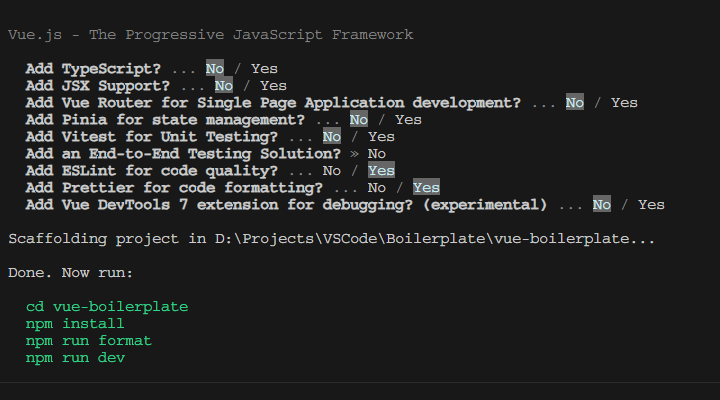 Vue.js - The Progressive JavaScript Framework
Add TypeScript? ... No / Yes
Add JSX Support? ... No / Yes
Add Vue Router for Single Page Application development? ... No / Yes
Add Pinia for state management? ... No / Yes
Add Vitest for Unit Testing? ... No / Yes
Add an End-to-End Testing Solution? » No
Add ESLint for code quality? ... No / Yes
Add Prettier for code formatting? ... No / Yes
Add Vue DevTools 7 extension for debugging? (experimental) ... No / Yes
Scaffolding project in D:\Projects\VSCode\Boilerplate\vue-boilerplate...
Done. Now run:
cd vue-boilerplate
npm install
npm run format
npm run dev